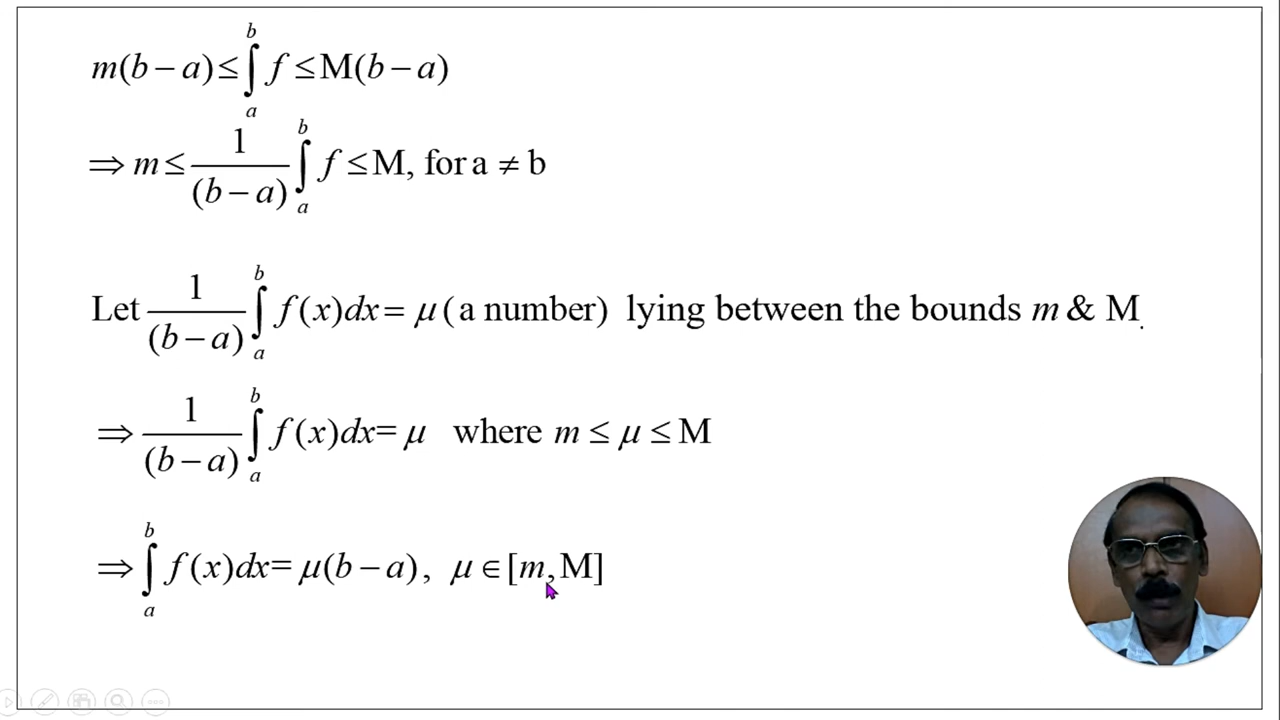 m(b − a) ≤ ∫_a^b f ≤ M(b − a)
⇒ m ≤ 1/(b − a) ∫_a^b f ≤ M, for a ≠ b
Let 1/(b − a) ∫_a^b f(x)dx = μ (a number) lying between the bounds m & M.
⇒ 1/(b − a) ∫_a^b f(x)dx = μ where m ≤ μ ≤ M
⇒ ∫_a^b f(x)dx = μ(b − a), μ ∈ [m, M]